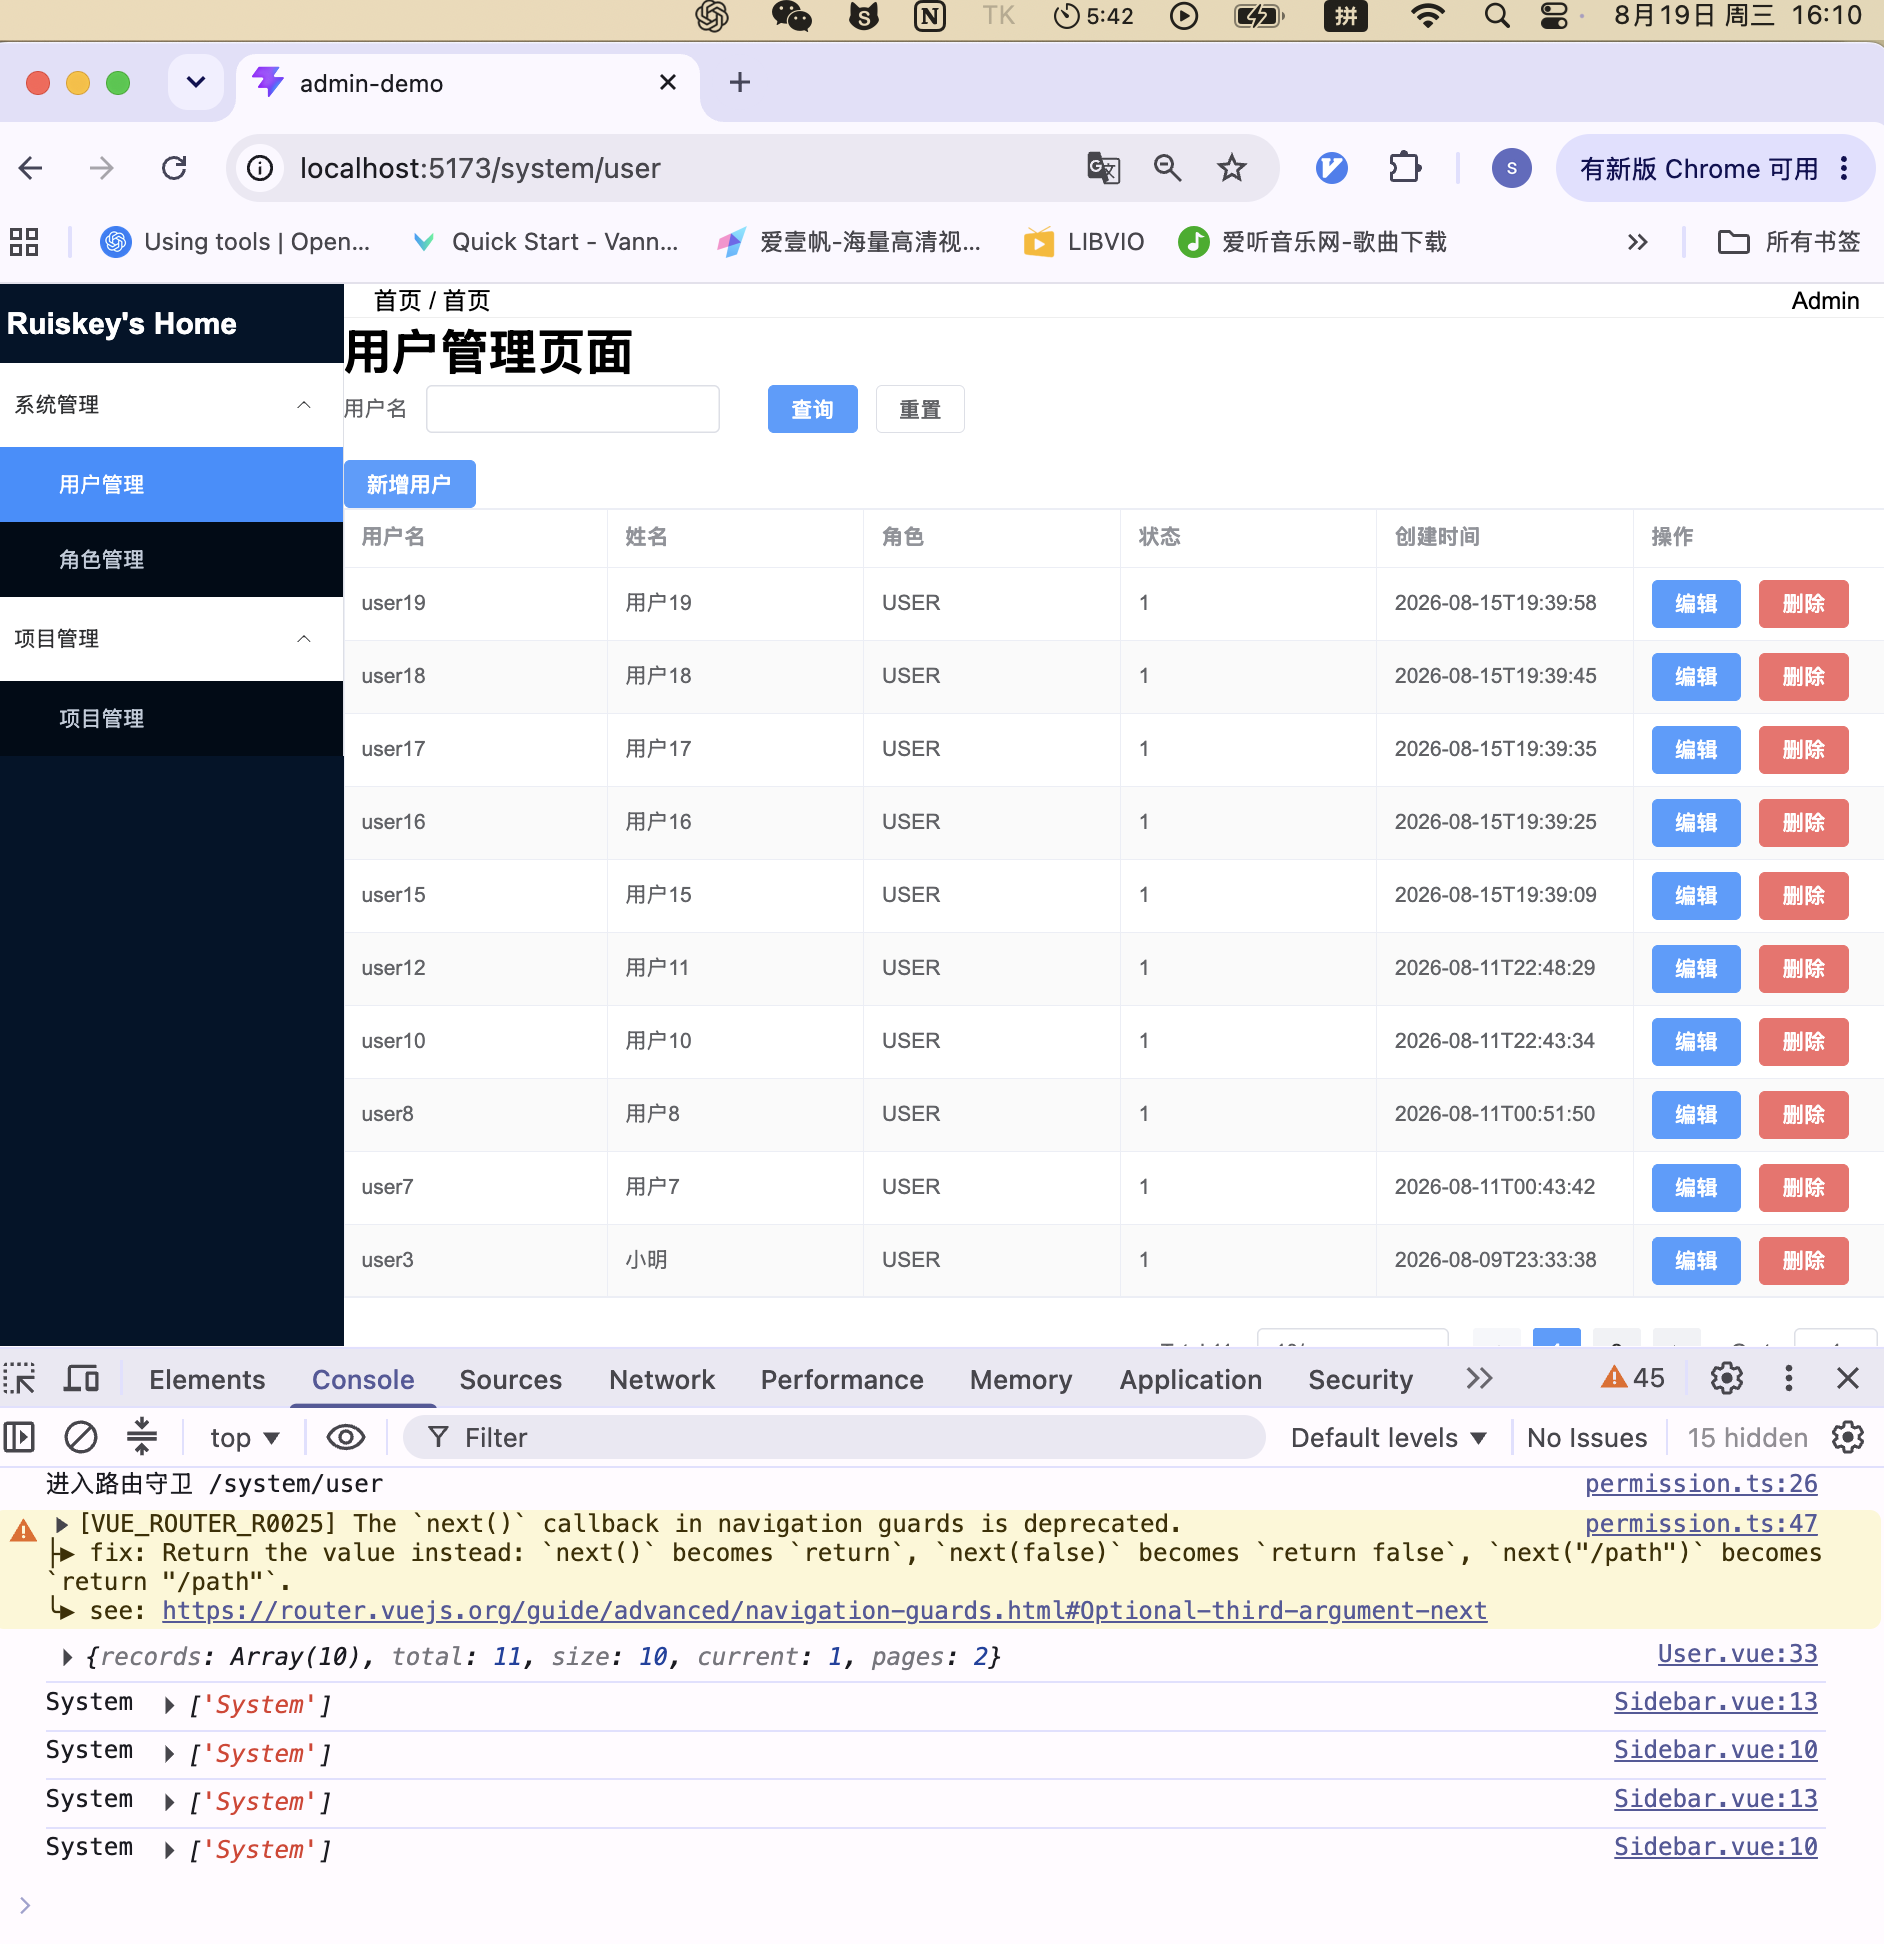 TK 5:42 拼 8月19日 周三 16:10
admin-demo
localhost:5173/system/user
S 有新版 Chrome 可用
Using tools | Open... Quick Start - Vann... 爱壹帆-海量高清视... LIBVIO 爱听音乐网-歌曲下载 所有书签
Ruiskey's Home
首页 / 首页
Admin
用户管理页面
系统管理
用户管理
角色管理
项目管理
项目管理
用户名 查询 重置
新增用户
用户名 姓名 角色 状态 创建时间 操作
user19 用户19 USER 1 2026-08-15T19:39:58 编辑 删除
user18 用户18 USER 1 2026-08-15T19:39:45 编辑 删除
user17 用户17 USER 1 2026-08-15T19:39:35 编辑 删除
user16 用户16 USER 1 2026-08-15T19:39:25 编辑 删除
user15 用户15 USER 1 2026-08-15T19:39:09 编辑 删除
user12 用户11 USER 1 2026-08-11T22:48:29 编辑 删除
user10 用户10 USER 1 2026-08-11T22:43:34 编辑 删除
user8 用户8 USER 1 2026-08-11T00:51:50 编辑 删除
user7 用户7 USER 1 2026-08-11T00:43:42 编辑 删除
user3 小明 USER 1 2026-08-09T23:33:38 编辑 删除
Elements Console Sources Network Performance Memory Application Security 45
top Filter Default levels No Issues 15 hidden
进入路由守卫 /system/user permission.ts:26
[VUE_ROUTER_R0025] The `next()` callback in navigation guards is deprecated. permission.ts:47
├▶ fix: Return the value instead: `next()` becomes `return`, `next(false)` becomes `return false`, `next("/path")` becomes
`return "/path"`.
╰▶ see: https://router.vuejs.org/guide/advanced/navigation-guards.html#Optional-third-argument-next
{records: Array(10), total: 11, size: 10, current: 1, pages: 2} User.vue:33
System ['System'] Sidebar.vue:13
System ['System'] Sidebar.vue:10
System ['System'] Sidebar.vue:13
System ['System'] Sidebar.vue:10